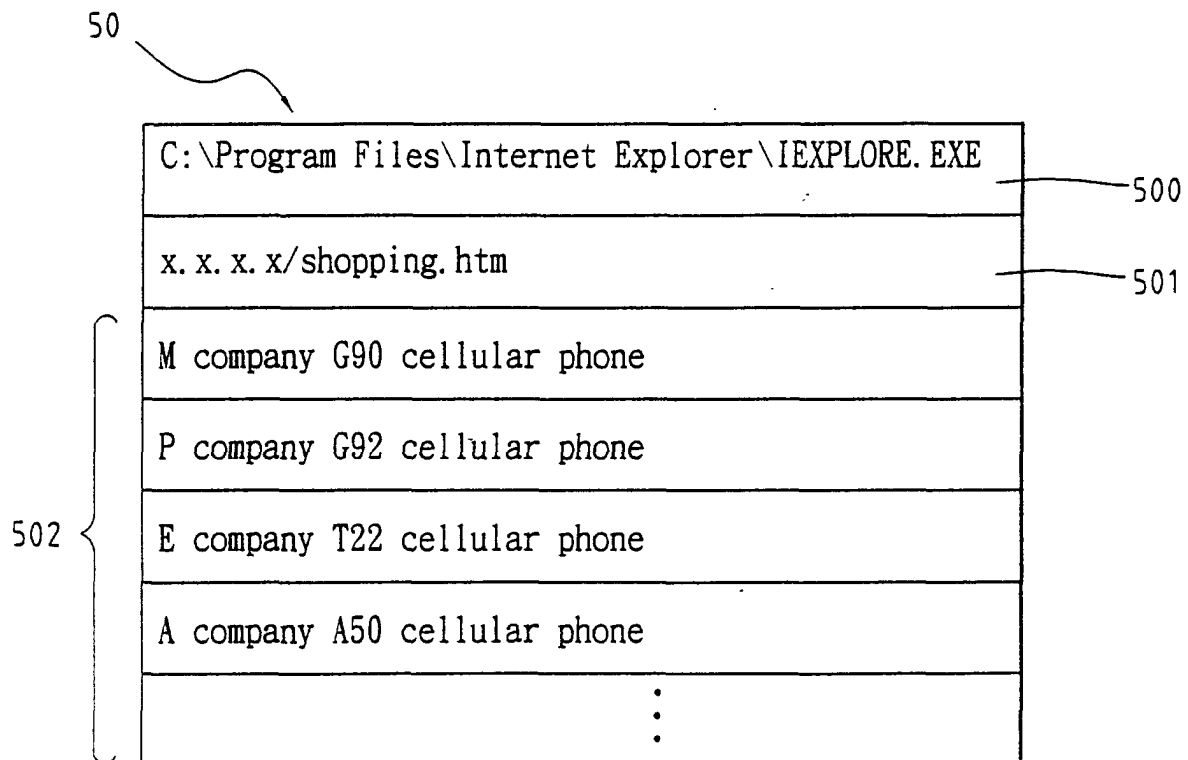 50
C:\Program Files\Internet Explorer\IEXPLORE.EXE
500
x.x.x.x/shopping.htm
501
M company G90 cellular phone
P company G92 cellular phone
502
E company T22 cellular phone
A company A50 cellular phone